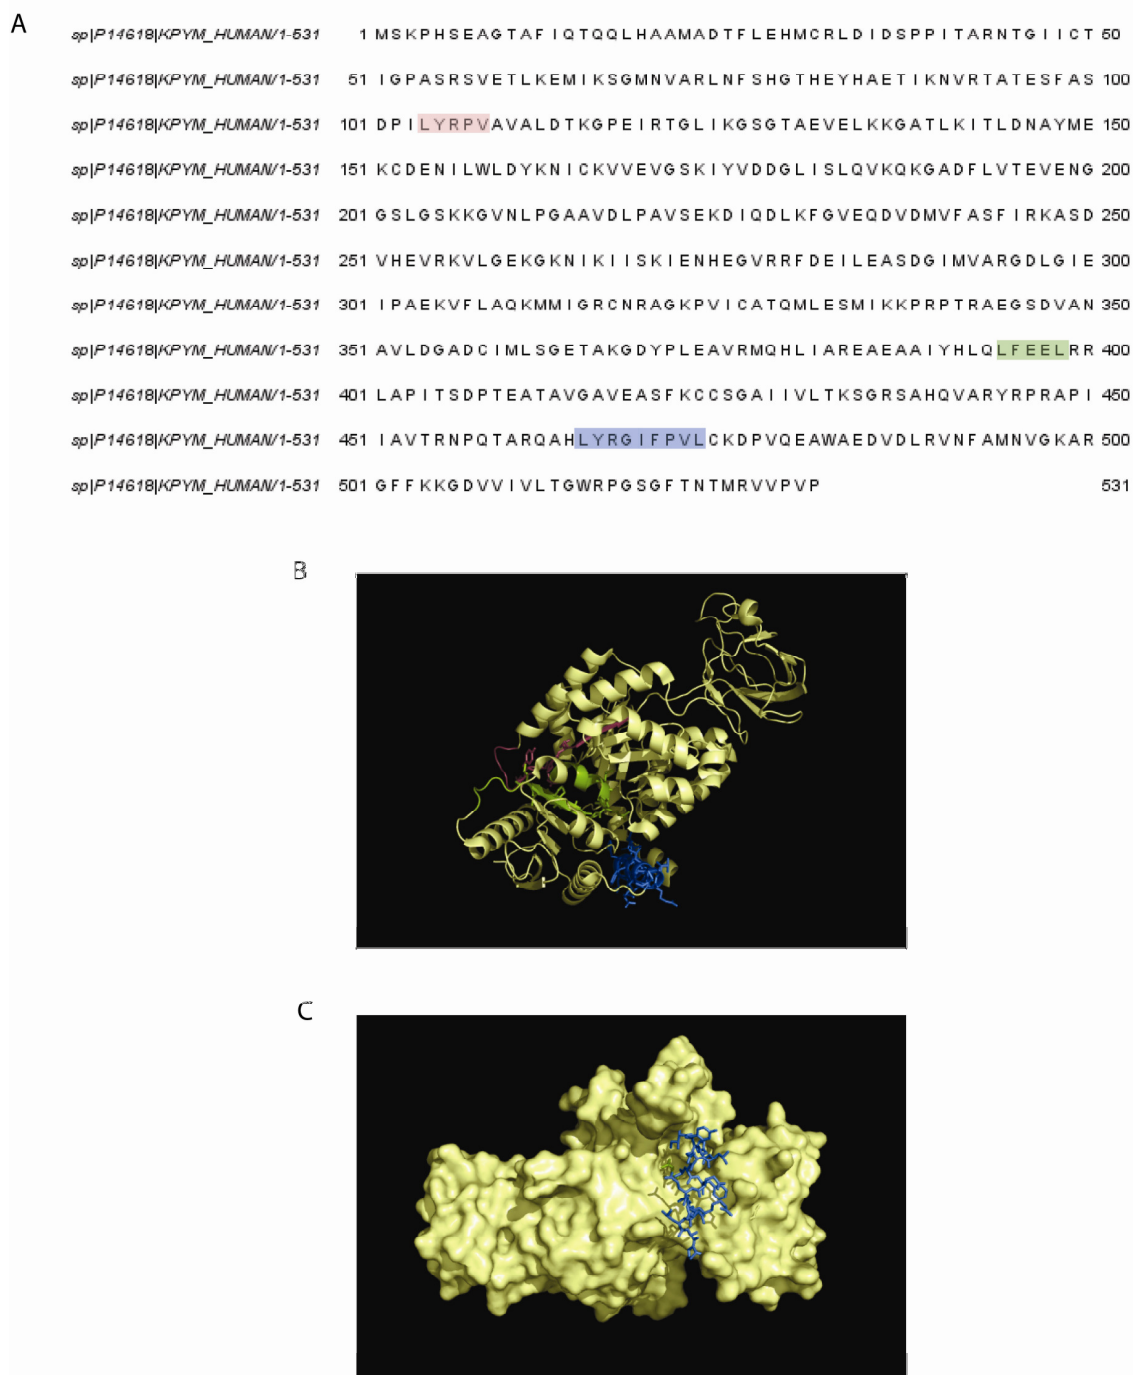 A
sp|P14618|KPYM_HUMAN/1-531 1 MSKPHSEAGTAFIQTQQLHAAMADTFLEHMCRLDIDSPPITARNTGIICT 50
sp|P14618|KPYM_HUMAN/1-531 51 IGPASRSVETLKEMIKSGMNVARLNFSHGTHEYHAETIKNVRTATESFAS 100
sp|P14618|KPYM_HUMAN/1-531 101 DPILYRPVAVALDTKGPEIRTGLIKGSGTAEVELKKGATLKITLDNAYME 150
sp|P14618|KPYM_HUMAN/1-531 151 KCDENILWLDYKNICKVVEVGSKIYVDDGLISLQVKQKGADFLVTEVENG 200
sp|P14618|KPYM_HUMAN/1-531 201 GSLGSKKGVNLPGAAVDLPAVSEKDIQDLKFGVEQDVDMVFASFIRKASD 250
sp|P14618|KPYM_HUMAN/1-531 251 VHEVRKVLGEKGKNIKIISKIENHEGVRRFDEILEASDGIMVARGDLGIE 300
sp|P14618|KPYM_HUMAN/1-531 301 IPAEKVFLAQKMMIGRCNRAGKPVICATQMLESMIKKPRPTRAEGSDVAN 350
sp|P14618|KPYM_HUMAN/1-531 351 AVLDGADCIMLSGETAKGDYPLEAVRMQHLIAREAEAAIYHLQLFEELRR 400
sp|P14618|KPYM_HUMAN/1-531 401 LAPITSDPTEATAVGAVEASFKCCSGAIIVLTKSGRSAHQVARYRPRAPI 450
sp|P14618|KPYM_HUMAN/1-531 451 IAVTRNPQTARQAHLYRGIFPVLCKDPVQEAWAEDVDLRVNFAMNVGKAR 500
sp|P14618|KPYM_HUMAN/1-531 501 GFFKKGDVVIVLTGWRPGSGFTNTMRVVPVP 531
B
C